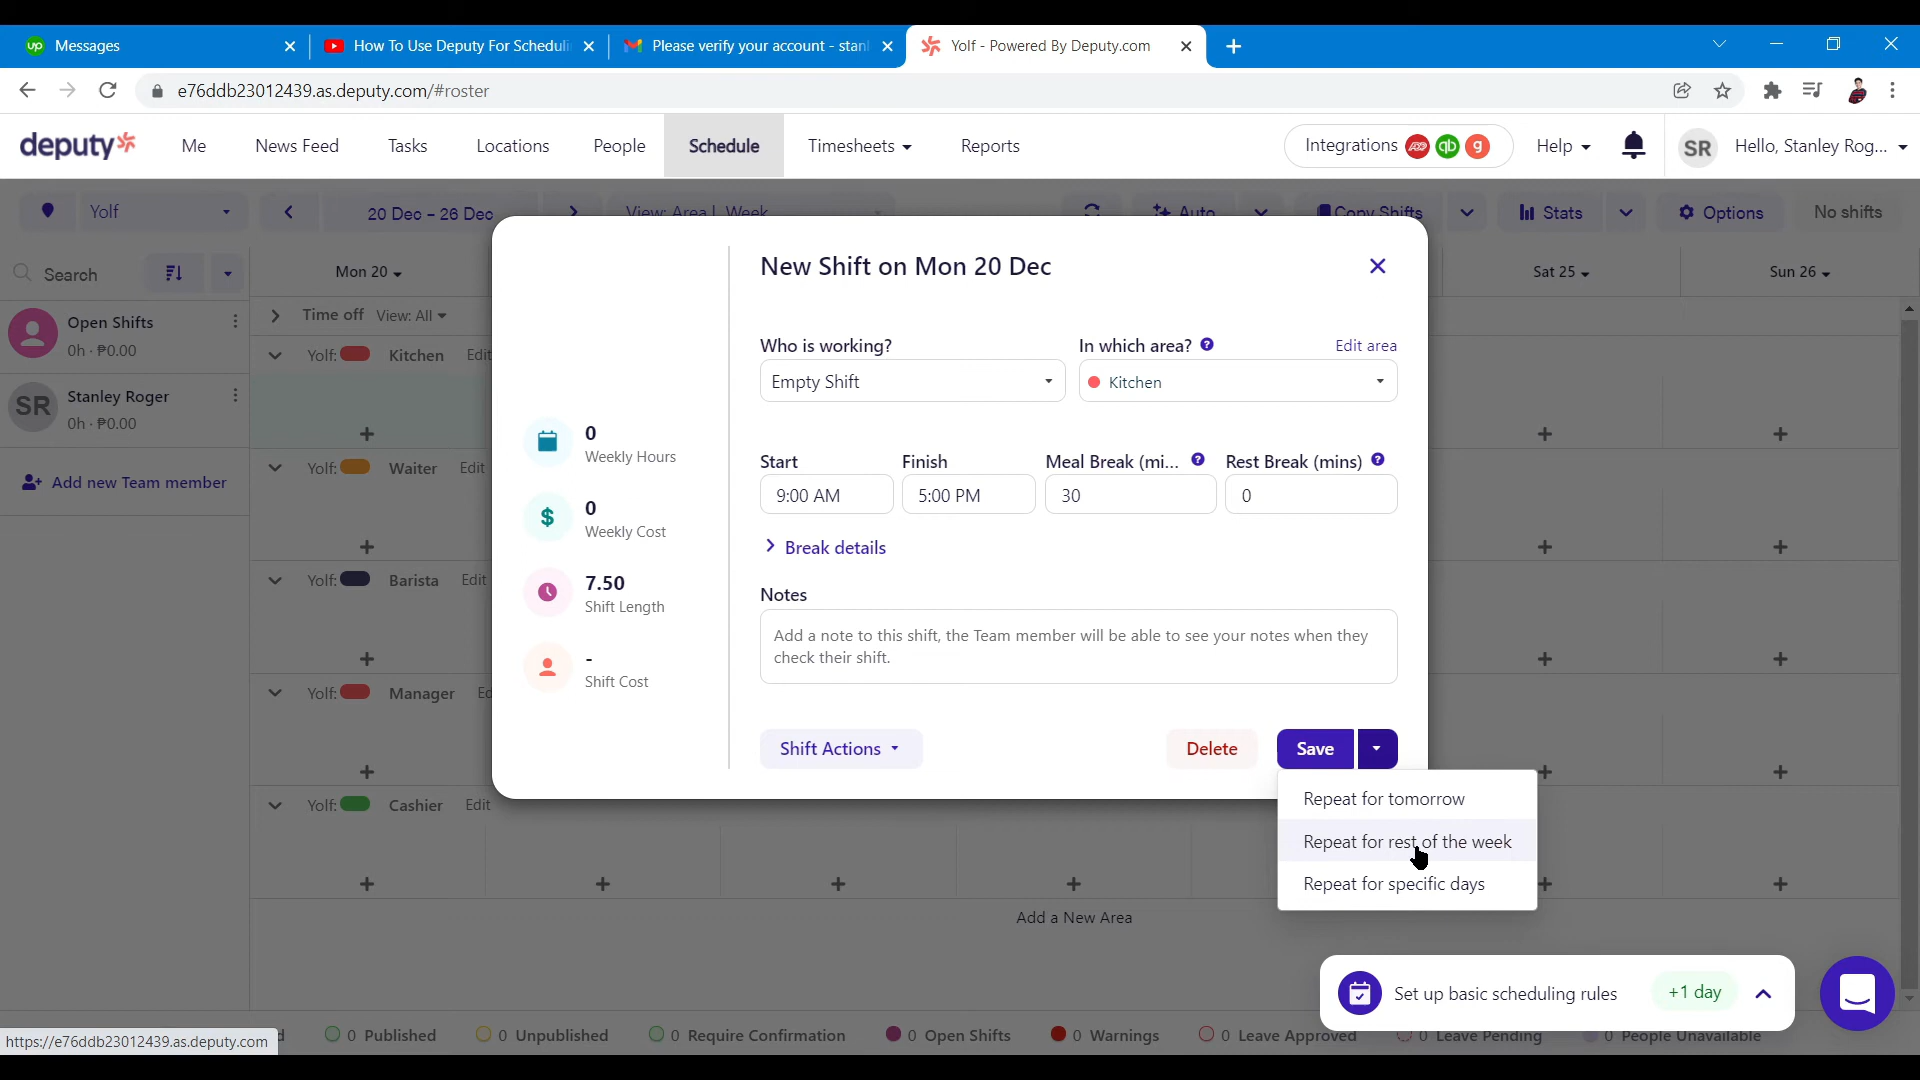 up Messages
How To Use Deputy For Scheduli
Please verify your account - stanl
Yolf - Powered By Deputy.com
e76ddb23012439.as.deputy.com/#roster
deputy
Me
News Feed
Tasks
Locations
People
Schedule
Timesheets
Reports
Integrations
qb
g
Help
SR
Hello, Stanley Rog...
Yolf
20 Dec - 26 Dec
View: Area | Week
Auto
Copy Shifts
Stats
Options
No shifts
Search
Mon 20
Sat 25
Sun 26
Open Shifts
0h · ₱0.00
SR
Stanley Roger
0h · ₱0.00
Add new Team member
Time off View: All
Yolf: Kitchen Edit
Yolf: Waiter Edit
Yolf: Barista Edit
Yolf: Manager Ed
Yolf: Cashier Edit
Add a New Area
New Shift on Mon 20 Dec
0
Weekly Hours
$
0
Weekly Cost
7.50
Shift Length
-
Shift Cost
Who is working?
Empty Shift
In which area?
Edit area
Kitchen
Start
9:00 AM
Finish
5:00 PM
Meal Break (mi...
30
Rest Break (mins)
0
Break details
Notes
Add a note to this shift, the Team member will be able to see your notes when they
check their shift.
Shift Actions
Delete
Save
Repeat for tomorrow
Repeat for rest of the week
Repeat for specific days
Set up basic scheduling rules
+1 day
https://e76ddb23012439.as.deputy.com
0 Published
0 Unpublished
0 Require Confirmation
0 Open Shifts
0 Warnings
0 Leave Approved
0 Leave Pending
0 People Unavailable